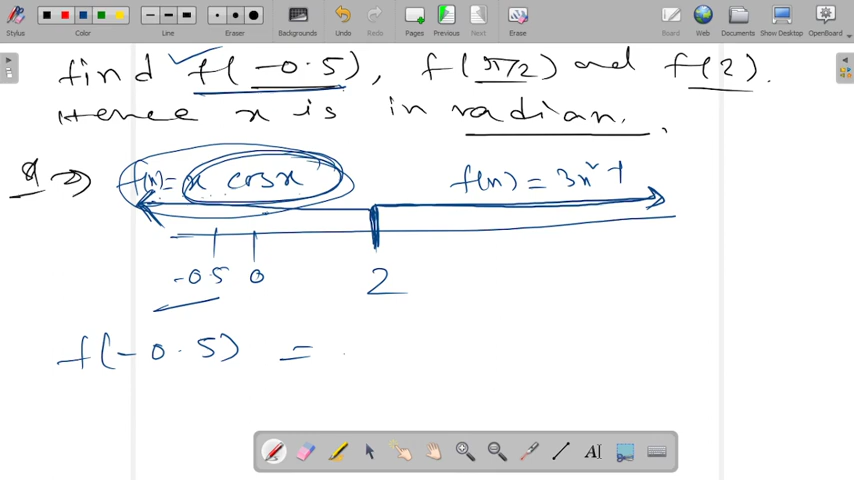 Stylus Color Line Eraser Backgrounds Undo Redo Pages Previous Next Erase Board Web Documents Show Desktop OpenBoard
find f(-0.5), f(π/2) and f(2).
Hence x is in radian.
⇒ f(x) = x cosx f(x) = 3x² - 1
-0.5 0 2
f(-0.5) =